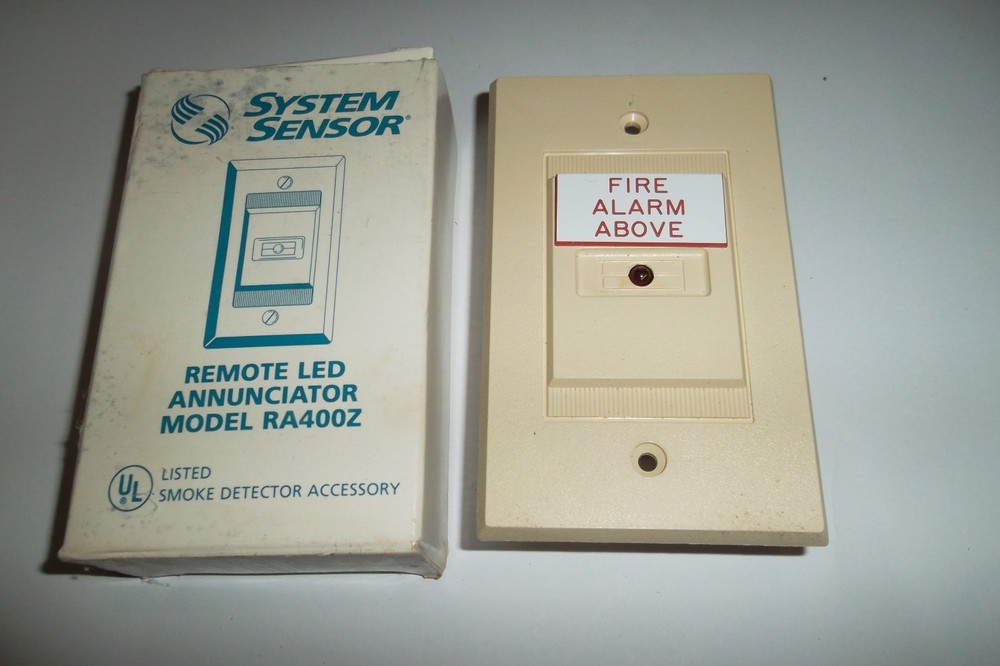 SYSTEM
SENSOR®
REMOTE LED
ANNUNCIATOR
MODEL RA400Z
UL ®
LISTED
SMOKE DETECTOR ACCESSORY
FIRE
ALARM
ABOVE